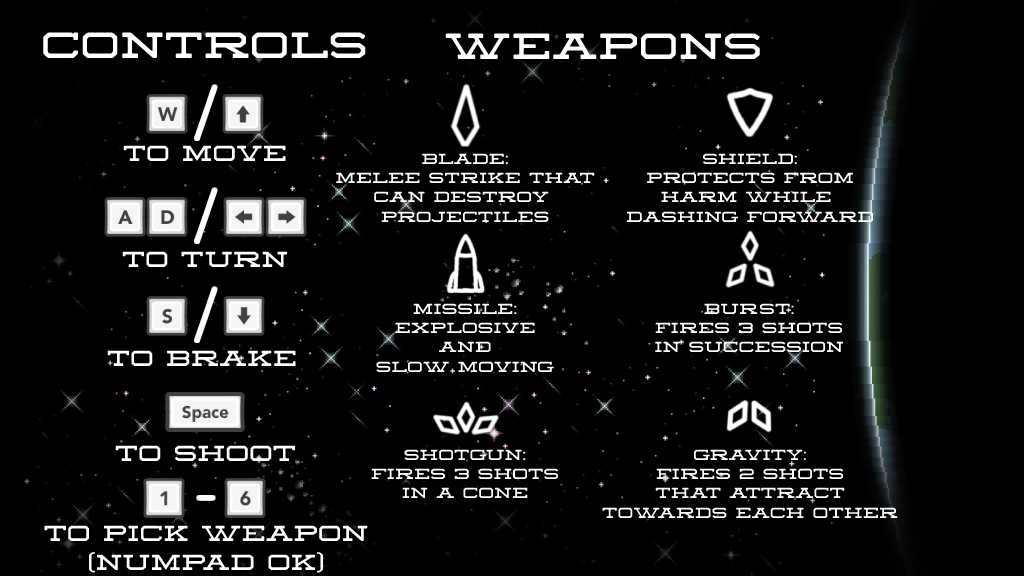 CONTROLS
W / ↑
TO MOVE
A D / ← →
TO TURN
S / ↓
TO BRAKE
Space
TO SHOOT
1 - 6
TO PICK WEAPON
(NUMPAD OK)
WEAPONS
BLADE:
MELEE STRIKE THAT
CAN DESTROY
PROJECTILES
SHIELD:
PROTECTS FROM
HARM WHILE
DASHING FORWARD
MISSILE:
EXPLOSIVE
AND
SLOW MOVING
BURST:
FIRES 3 SHOTS
IN SUCCESSION
SHOTGUN:
FIRES 3 SHOTS
IN A CONE
GRAVITY:
FIRES 2 SHOTS
THAT ATTRACT
TOWARDS EACH OTHER